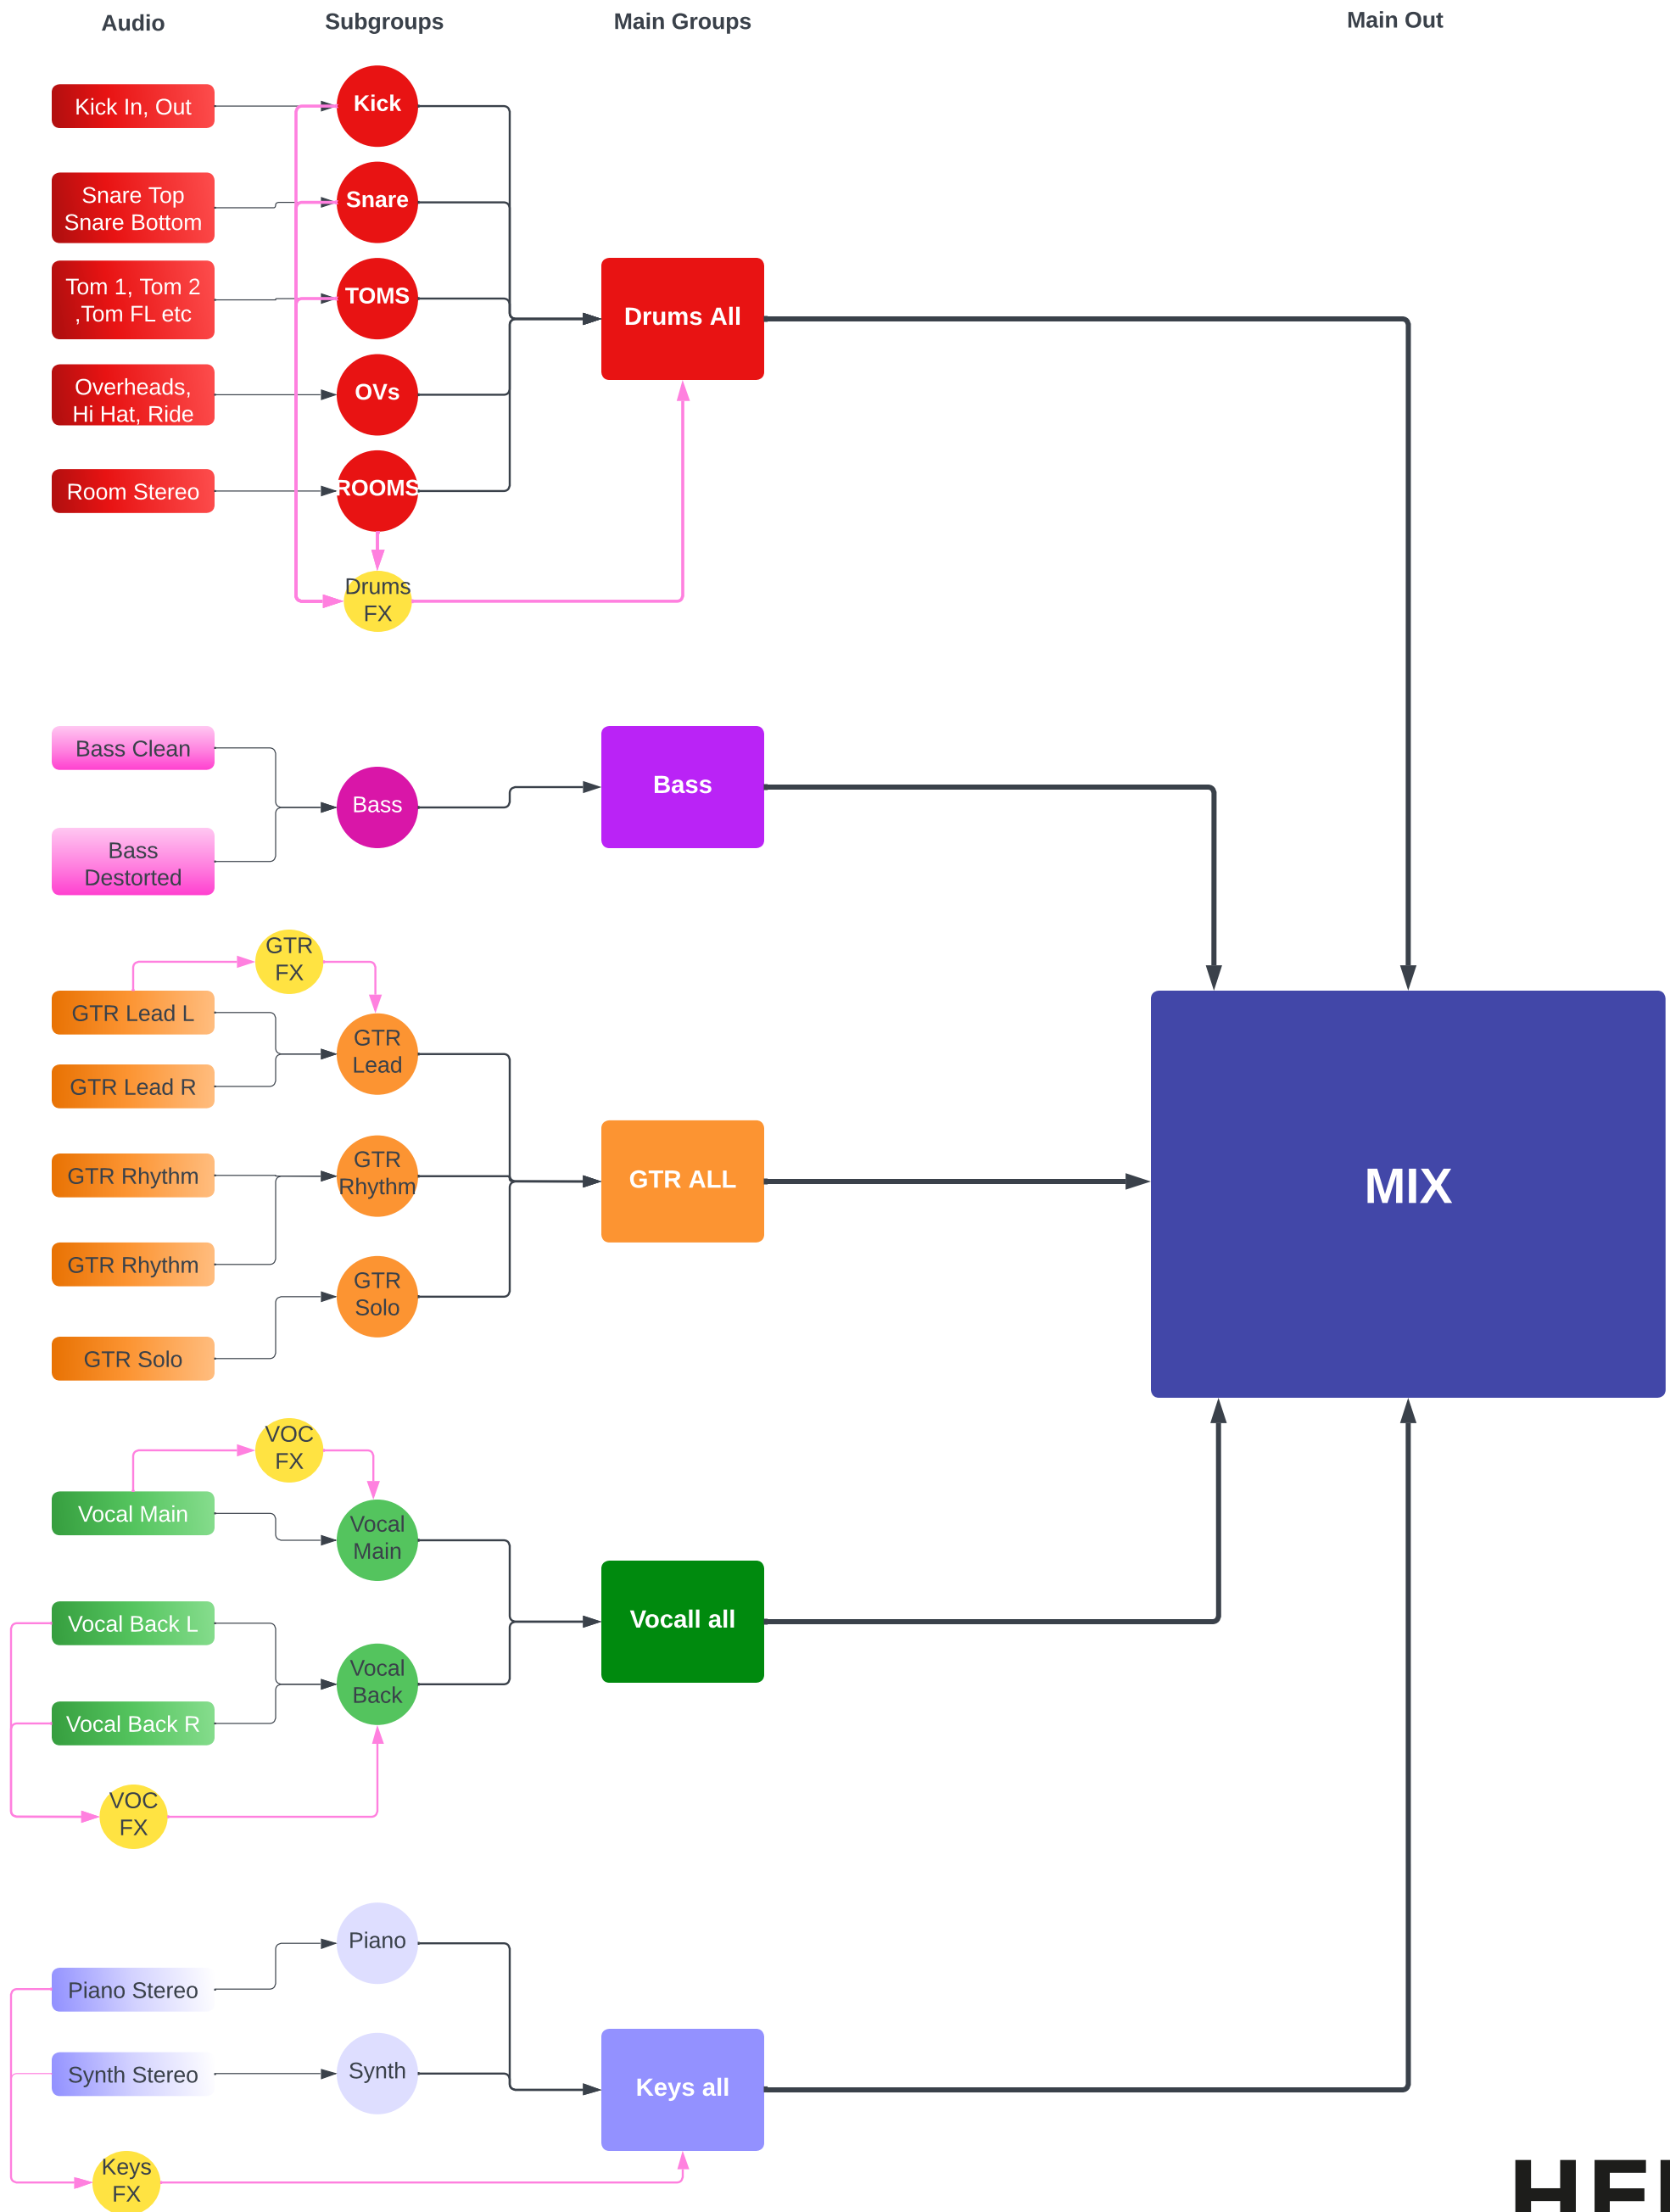 Audio
Subgroups
Main Groups
Main Out
Kick In, Out
Kick
Snare Top
Snare Bottom
Snare
Tom 1, Tom 2
,Tom FL etc
TOMS
Drums All
Overheads,
Hi Hat, Ride
OVs
Room Stereo
ROOMS
Drums
FX
Bass Clean
Bass
Destorted
Bass
Bass
GTR
FX
GTR Lead L
GTR Lead R
GTR
Lead
GTR Rhythm
GTR
Rhythm
GTR ALL
MIX
GTR Rhythm
GTR Solo
GTR
Solo
VOC
FX
Vocal Main
Vocal
Main
Vocal Back L
Vocall all
Vocal Back R
Vocal
Back
VOC
FX
Piano
Piano Stereo
Synth Stereo
Synth
Keys all
Keys
FX